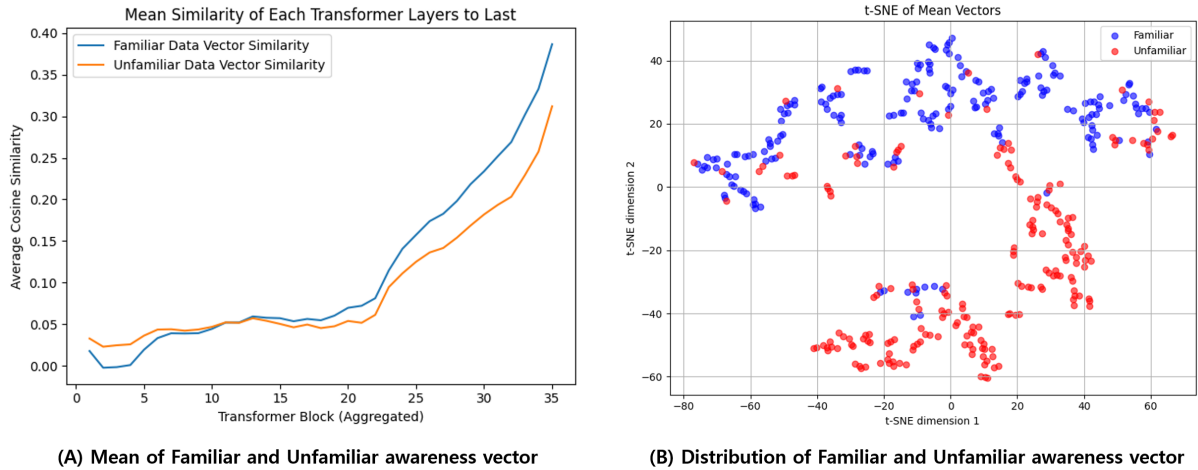 Mean Similarity of Each Transformer Layers to Last
Average Cosine Similarity
0.40
0.35
0.30
0.25
0.20
0.15
0.10
0.05
0.00
Familiar Data Vector Similarity
Unfamiliar Data Vector Similarity
0 5 10 15 20 25 30 35
Transformer Block (Aggregated)
(A) Mean of Familiar and Unfamiliar awareness vector
t-SNE of Mean Vectors
t-SNE dimension 2
40
20
0
−20
−40
−60
Familiar
Unfamiliar
−80 −60 −40 −20 0 20 40 60
t-SNE dimension 1
(B) Distribution of Familiar and Unfamiliar awareness vector